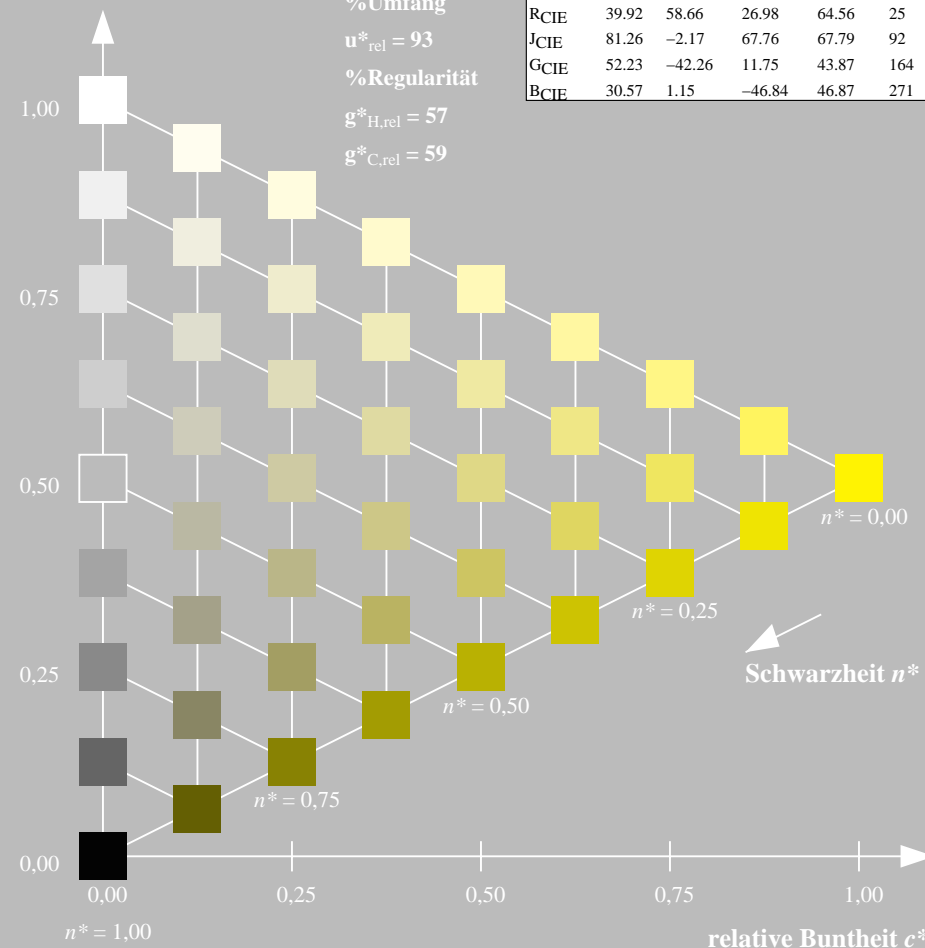 %Umfang
u*rel = 93
%Regularität
g*H,rel = 57
g*C,rel = 59
RCIE 39.92 58.66 26.98 64.56 25
JCIE 81.26 −2.17 67.76 67.79 92
GCIE 52.23 −42.26 11.75 43.87 164
BCIE 30.57 1.15 −46.84 46.87 271
1,00
0,75
0,50
n* = 0,00
n* = 0,25
0,25
Schwarzheit n*
n* = 0,50
n* = 0,75
0,00
0,00 0,25 0,50 0,75 1,00
n* = 1,00
relative Buntheit c*